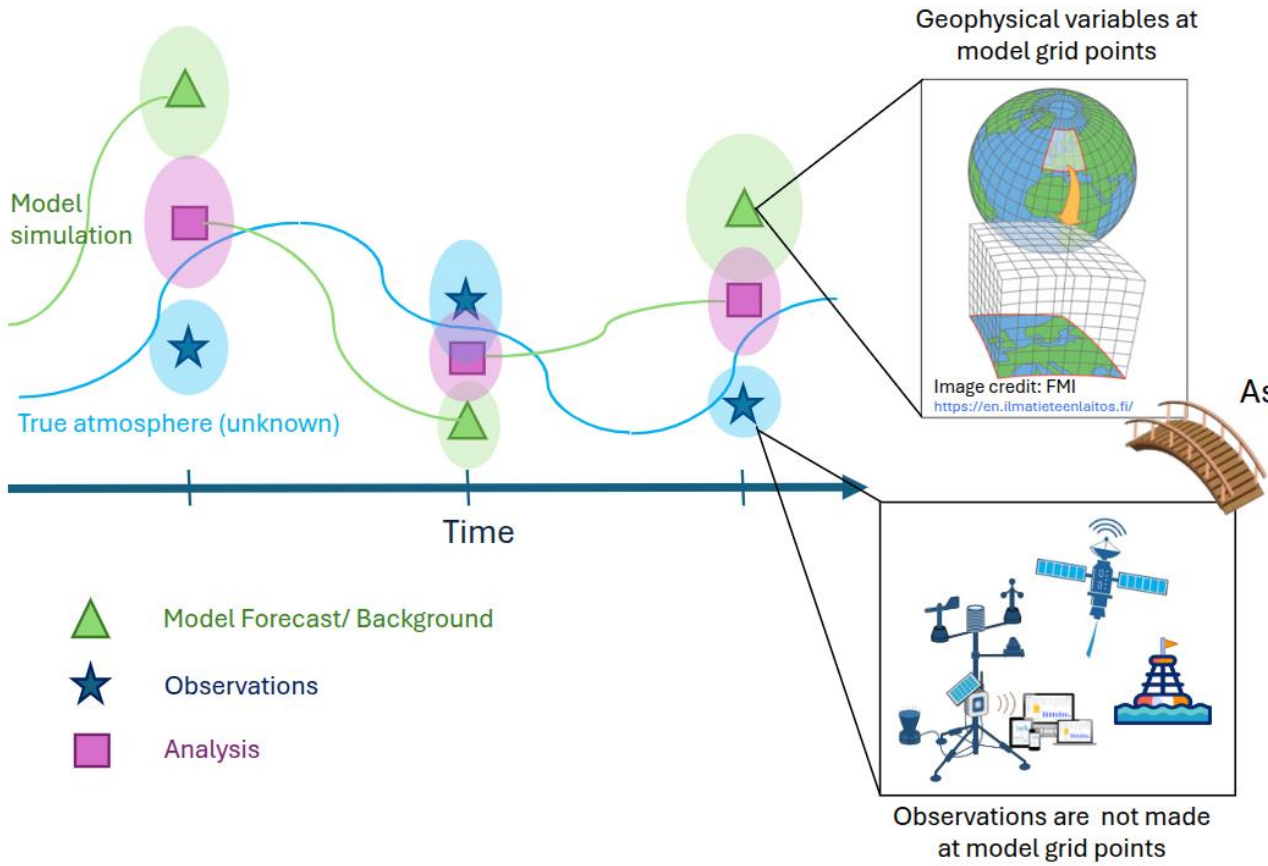 Geophysical variables at
model grid points
Model
simulation
True atmosphere (unknown)
Image credit: FMI
https://en.ilmatieteenlaitos.fi/
As
Time
Model Forecast/ Background
Observations
Analysis
Observations are not made
at model grid points